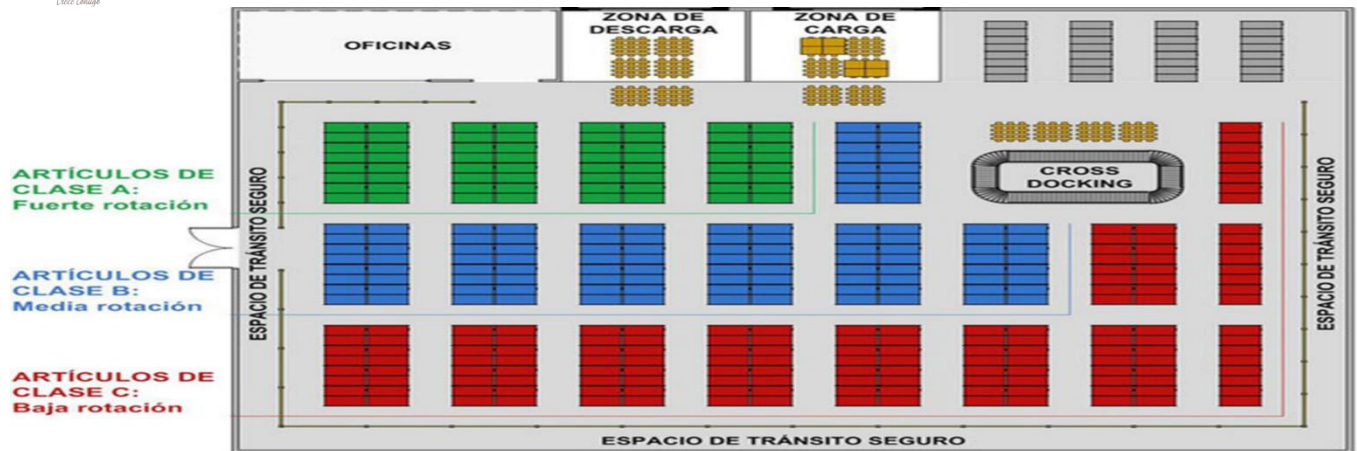 OFICINAS
ZONA DE
DESCARGA
ZONA DE
CARGA
ARTÍCULOS DE
CLASE A:
Fuerte rotación
ESPACIO DE TRÁNSITO SEGURO
CROSS
DOCKING
ESPACIO DE TRÁNSITO SEGURO
ARTÍCULOS DE
CLASE B:
Media rotación
ARTÍCULOS DE
CLASE C:
Baja rotación
ESPACIO DE TRÁNSITO SEGURO